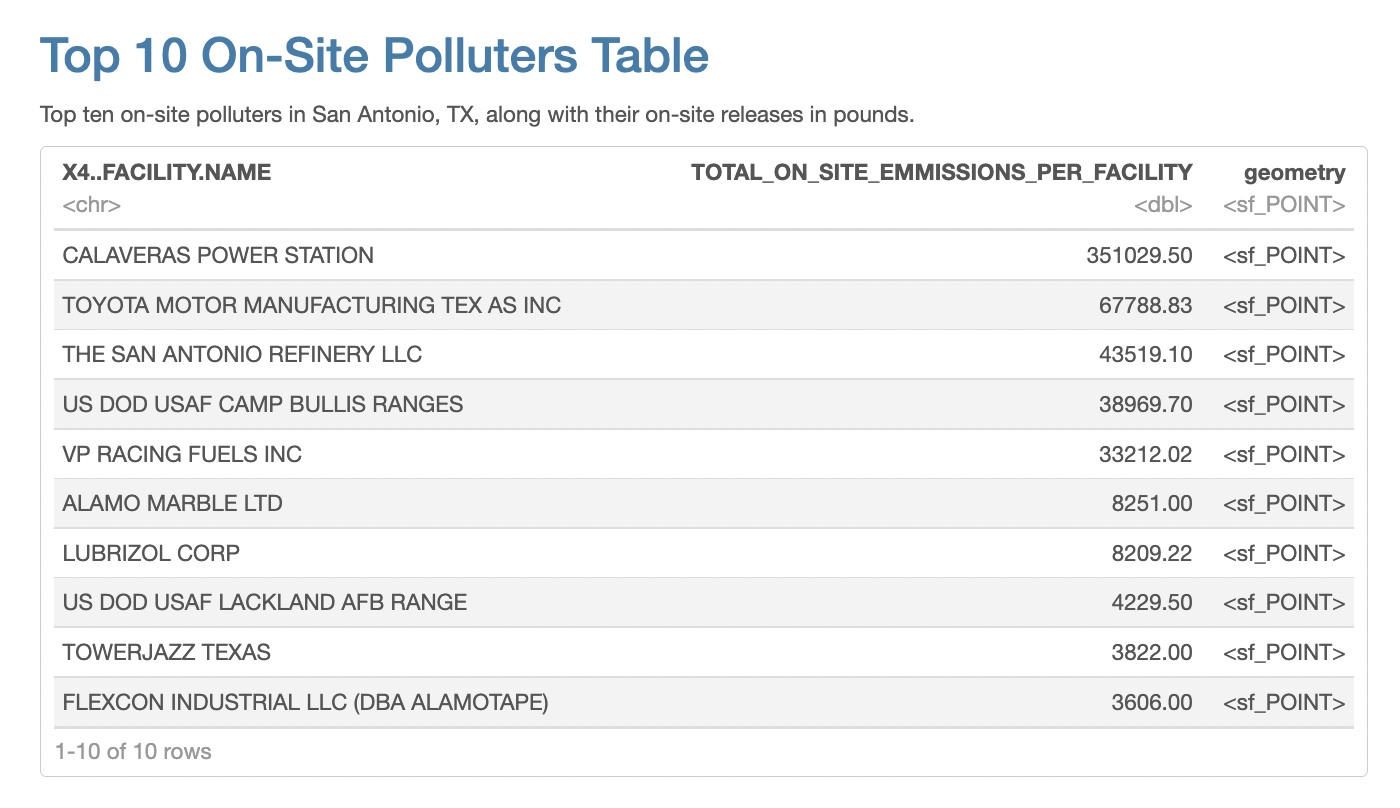 Top 10 On-Site Polluters Table
Top ten on-site polluters in San Antonio, TX, along with their on-site releases in pounds.
X4..FACILITY.NAME TOTAL_ON_SITE_EMMISSIONS_PER_FACILITY geometry
<chr> <dbl> <sf_POINT>
CALAVERAS POWER STATION 351029.50 <sf_POINT>
TOYOTA MOTOR MANUFACTURING TEX AS INC 67788.83 <sf_POINT>
THE SAN ANTONIO REFINERY LLC 43519.10 <sf_POINT>
US DOD USAF CAMP BULLIS RANGES 38969.70 <sf_POINT>
VP RACING FUELS INC 33212.02 <sf_POINT>
ALAMO MARBLE LTD 8251.00 <sf_POINT>
LUBRIZOL CORP 8209.22 <sf_POINT>
US DOD USAF LACKLAND AFB RANGE 4229.50 <sf_POINT>
TOWERJAZZ TEXAS 3822.00 <sf_POINT>
FLEXCON INDUSTRIAL LLC (DBA ALAMOTAPE) 3606.00 <sf_POINT>
1-10 of 10 rows